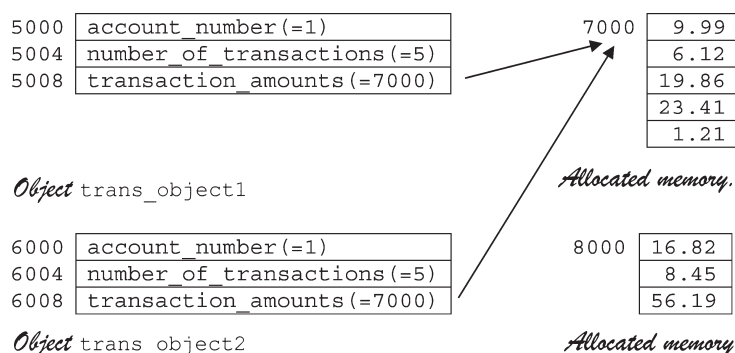 5000 account_number(=1) 7000 9.99
5004 number_of_transactions(=5) 6.12
5008 transaction_amounts(=7000) 19.86
23.41
1.21
Object trans_object1 Allocated memory.
6000 account_number(=1) 8000 16.82
6004 number_of_transactions(=5) 8.45
6008 transaction_amounts(=7000) 56.19
Object trans_object2 Allocated memory